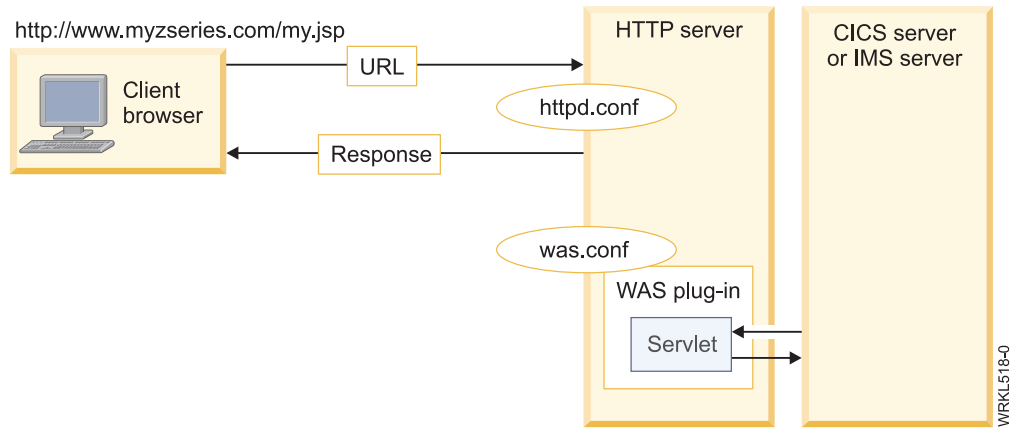 http://www.myzseries.com/my.jsp
Client
browser
URL
Response
HTTP server
httpd.conf
was.conf
WAS plug-in
Servlet
CICS server
or IMS server
WRKL518-0